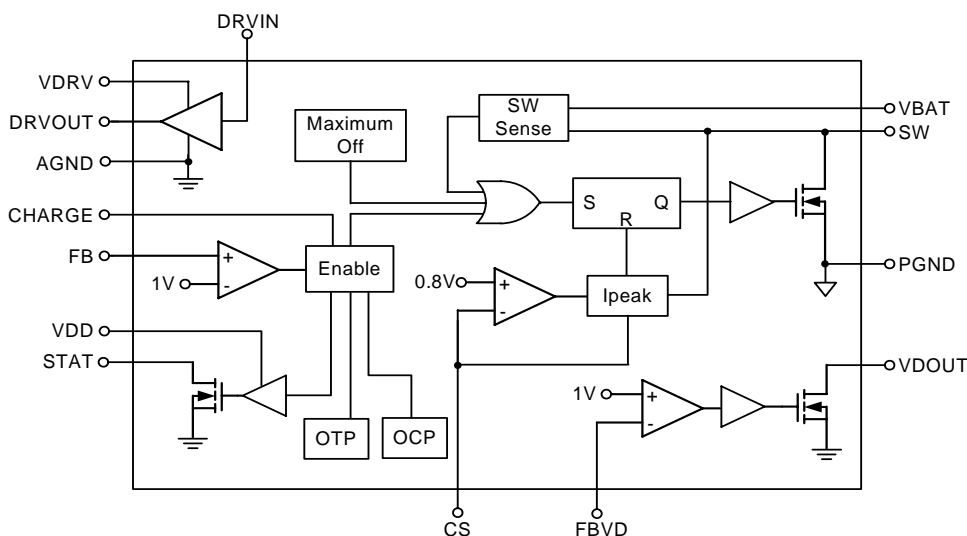 DRVIN
VDRV
DRVOUT
AGND
CHARGE
FB
VDD
STAT
Maximum
Off
SW
Sense
VBAT
SW
S
Q
R
PGND
+
-
1V
Enable
0.8V
+
-
Ipeak
OTP
OCP
1V
+
-
VDOUT
CS
FBVD